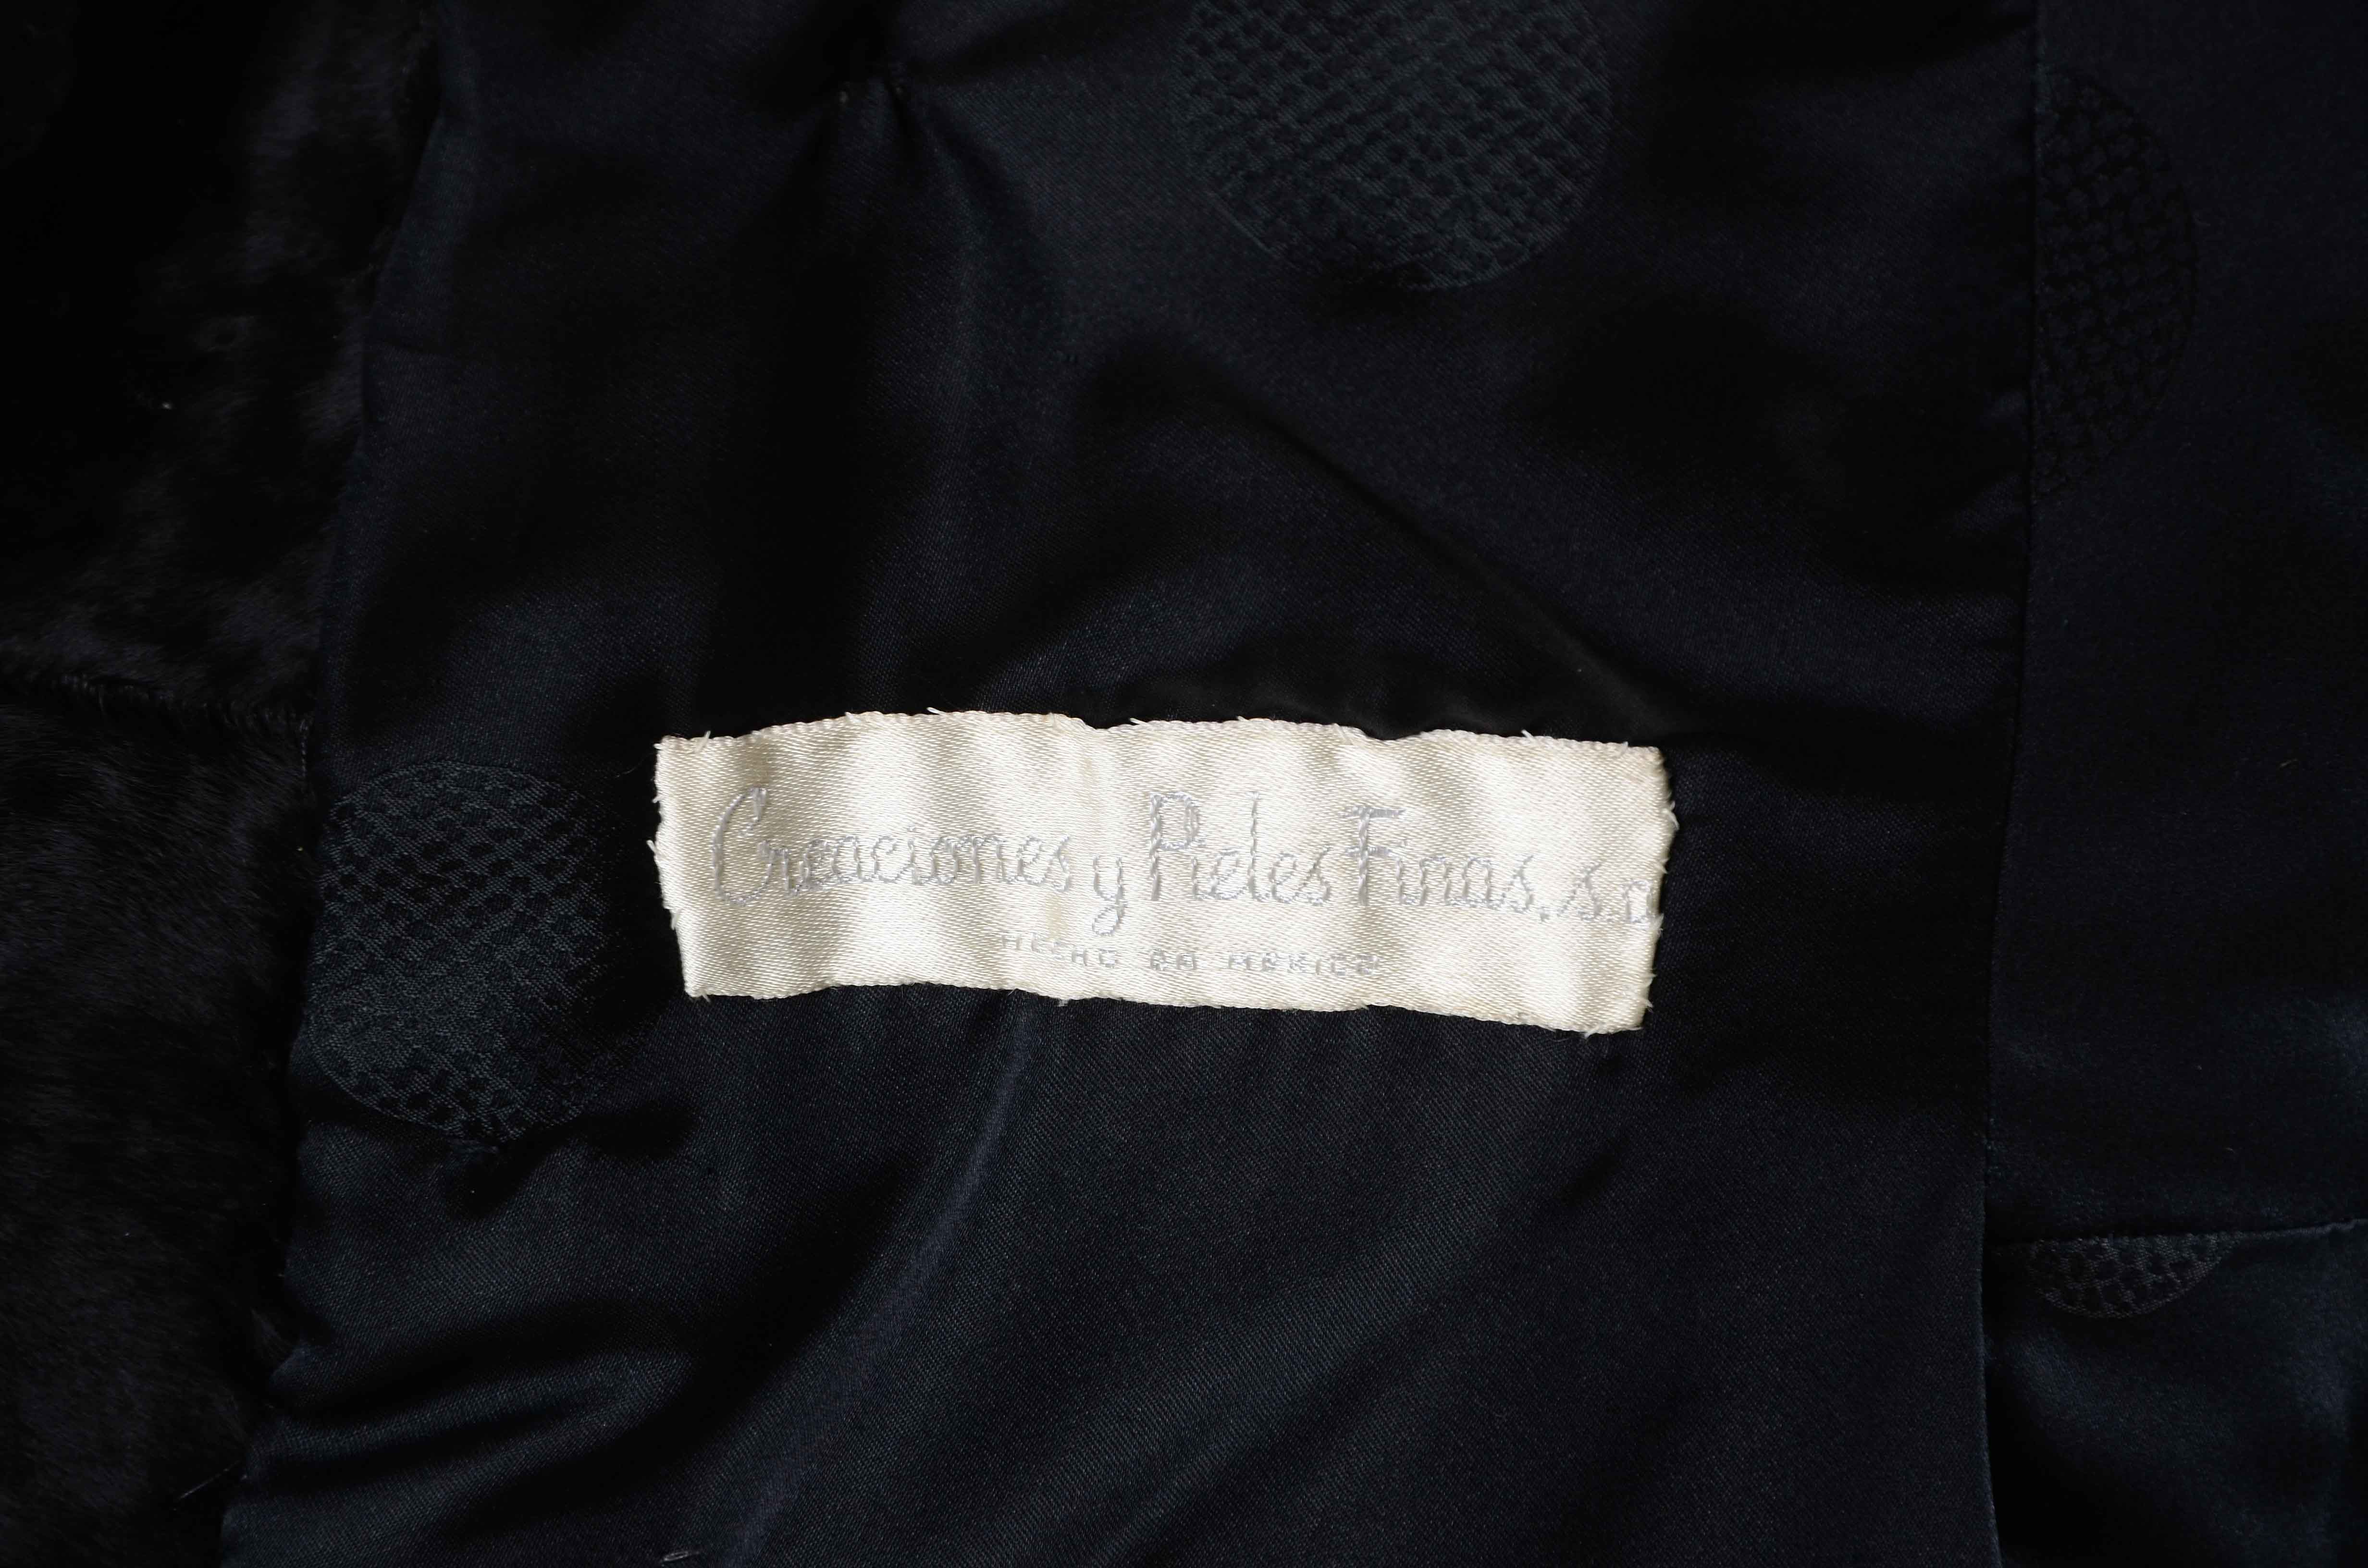 Creaciones y Pieles Finas, s.a
HECHO EN MEXICO